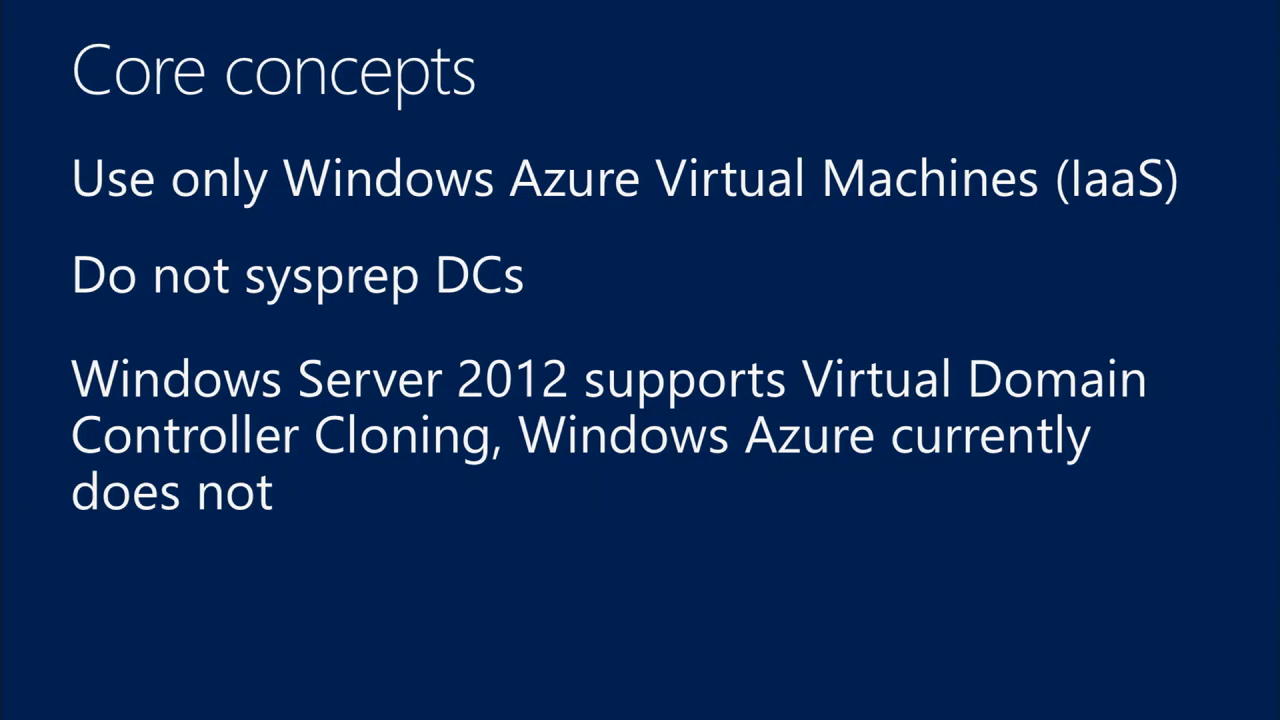 Core concepts
Use only Windows Azure Virtual Machines (IaaS)
Do not sysprep DCs
Windows Server 2012 supports Virtual Domain
Controller Cloning, Windows Azure currently
does not